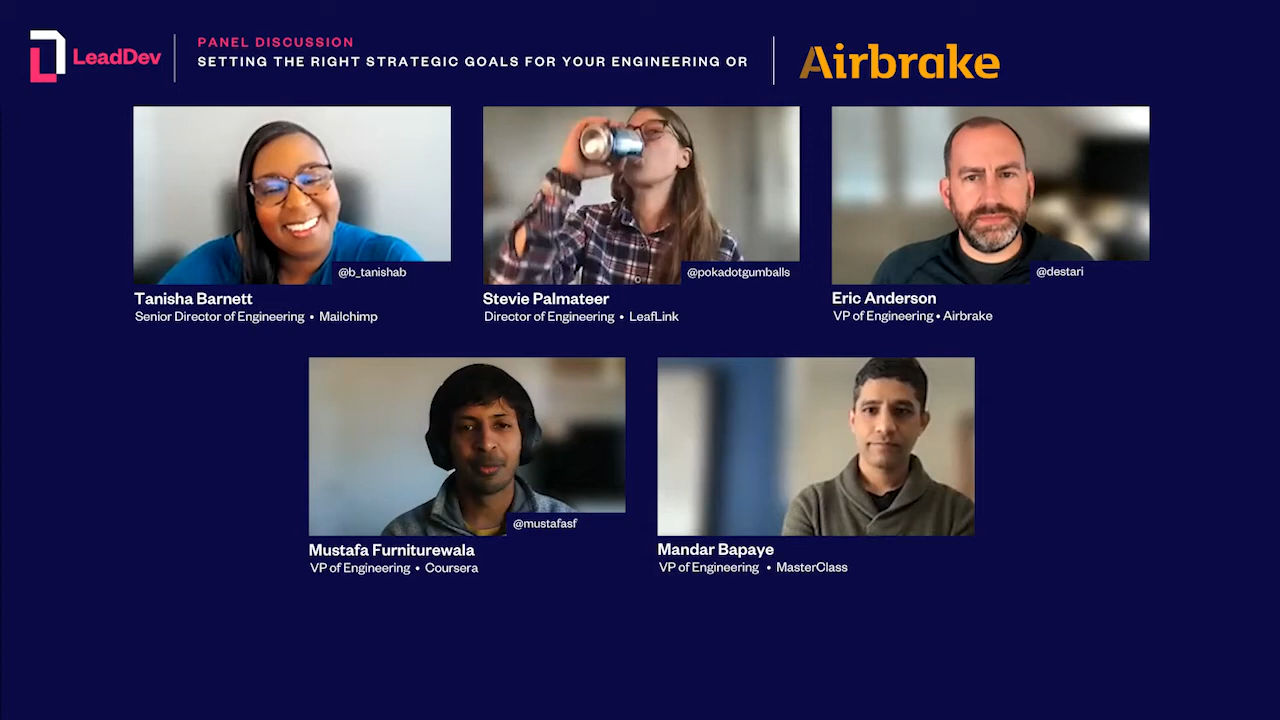 LeadDev
PANEL DISCUSSION
SETTING THE RIGHT STRATEGIC GOALS FOR YOUR ENGINEERING OR
Airbrake
@b_tanishab
Tanisha Barnett
Senior Director of Engineering • Mailchimp
@pokadotgumballs
Stevie Palmateer
Director of Engineering • LeafLink
@destari
Eric Anderson
VP of Engineering • Airbrake
@mustafasf
Mustafa Furniturewala
VP of Engineering • Coursera
Mandar Bapaye
VP of Engineering • MasterClass